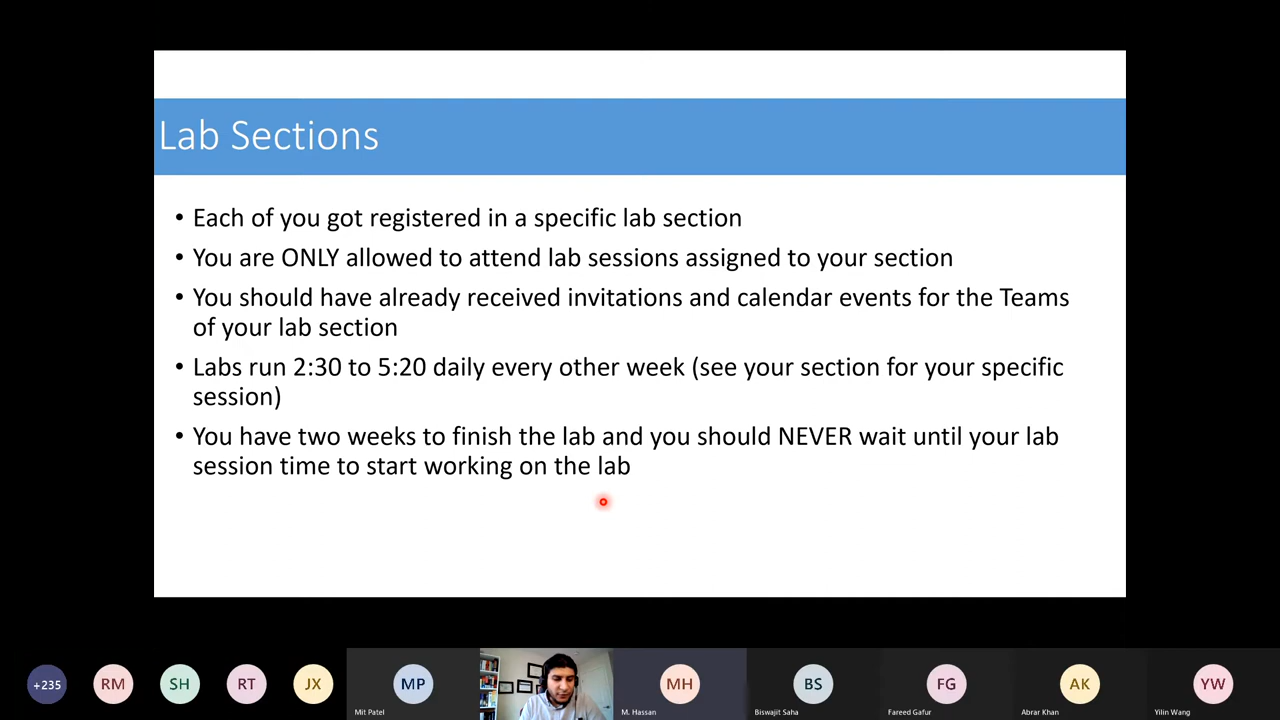 Lab Sections
• Each of you got registered in a specific lab section
• You are ONLY allowed to attend lab sessions assigned to your section
• You should have already received invitations and calendar events for the Teams
of your lab section
• Labs run 2:30 to 5:20 daily every other week (see your section for your specific
session)
• You have two weeks to finish the lab and you should NEVER wait until your lab
session time to start working on the lab
+235 RM SH RT JX MP MH BS FG AK YW
Mit Patel M. Hassan Biswajit Saha Fareed Gafur Abrar Khan Yilin Wang